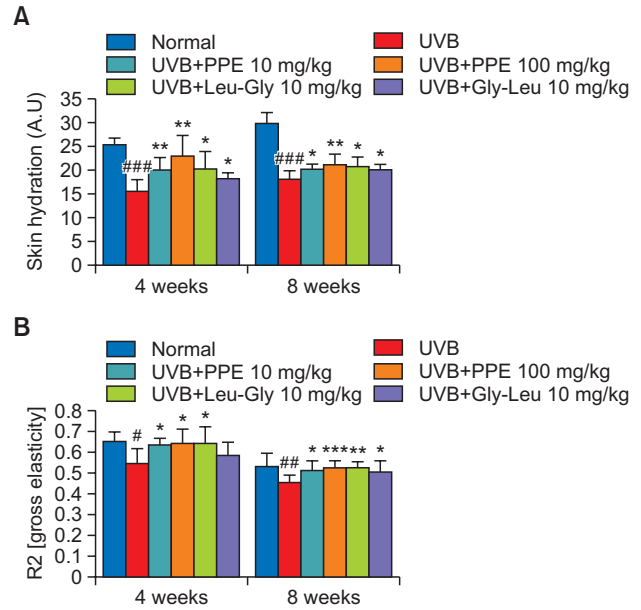 A
Normal UVB
UVB+PPE 10 mg/kg UVB+PPE 100 mg/kg
UVB+Leu-Gly 10 mg/kg UVB+Gly-Leu 10 mg/kg
Skin hydration (A.U)
35
30
25
20
15
10
5
0
### ** ** * *
### * ** * *
4 weeks 8 weeks
B
Normal UVB
UVB+PPE 10 mg/kg UVB+PPE 100 mg/kg
UVB+Leu-Gly 10 mg/kg UVB+Gly-Leu 10 mg/kg
R2 [gross elasticity]
0.8
0.7
0.6
0.5
0.4
0.3
0.2
0.1
0
# * * *
## * *** ** *
4 weeks 8 weeks